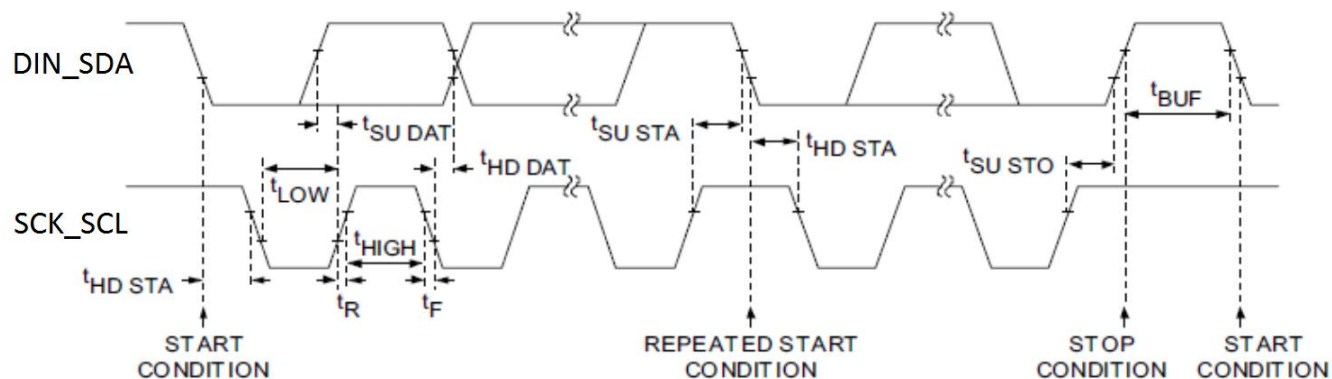 DIN_SDA
tSU DAT
tHD DAT
tSU STA
tHD STA
tBUF
tSU STO
tLOW
SCK_SCL
tHIGH
tHD STA
tR
tF
START
CONDITION
REPEATED START
CONDITION
STOP
CONDITION
START
CONDITION